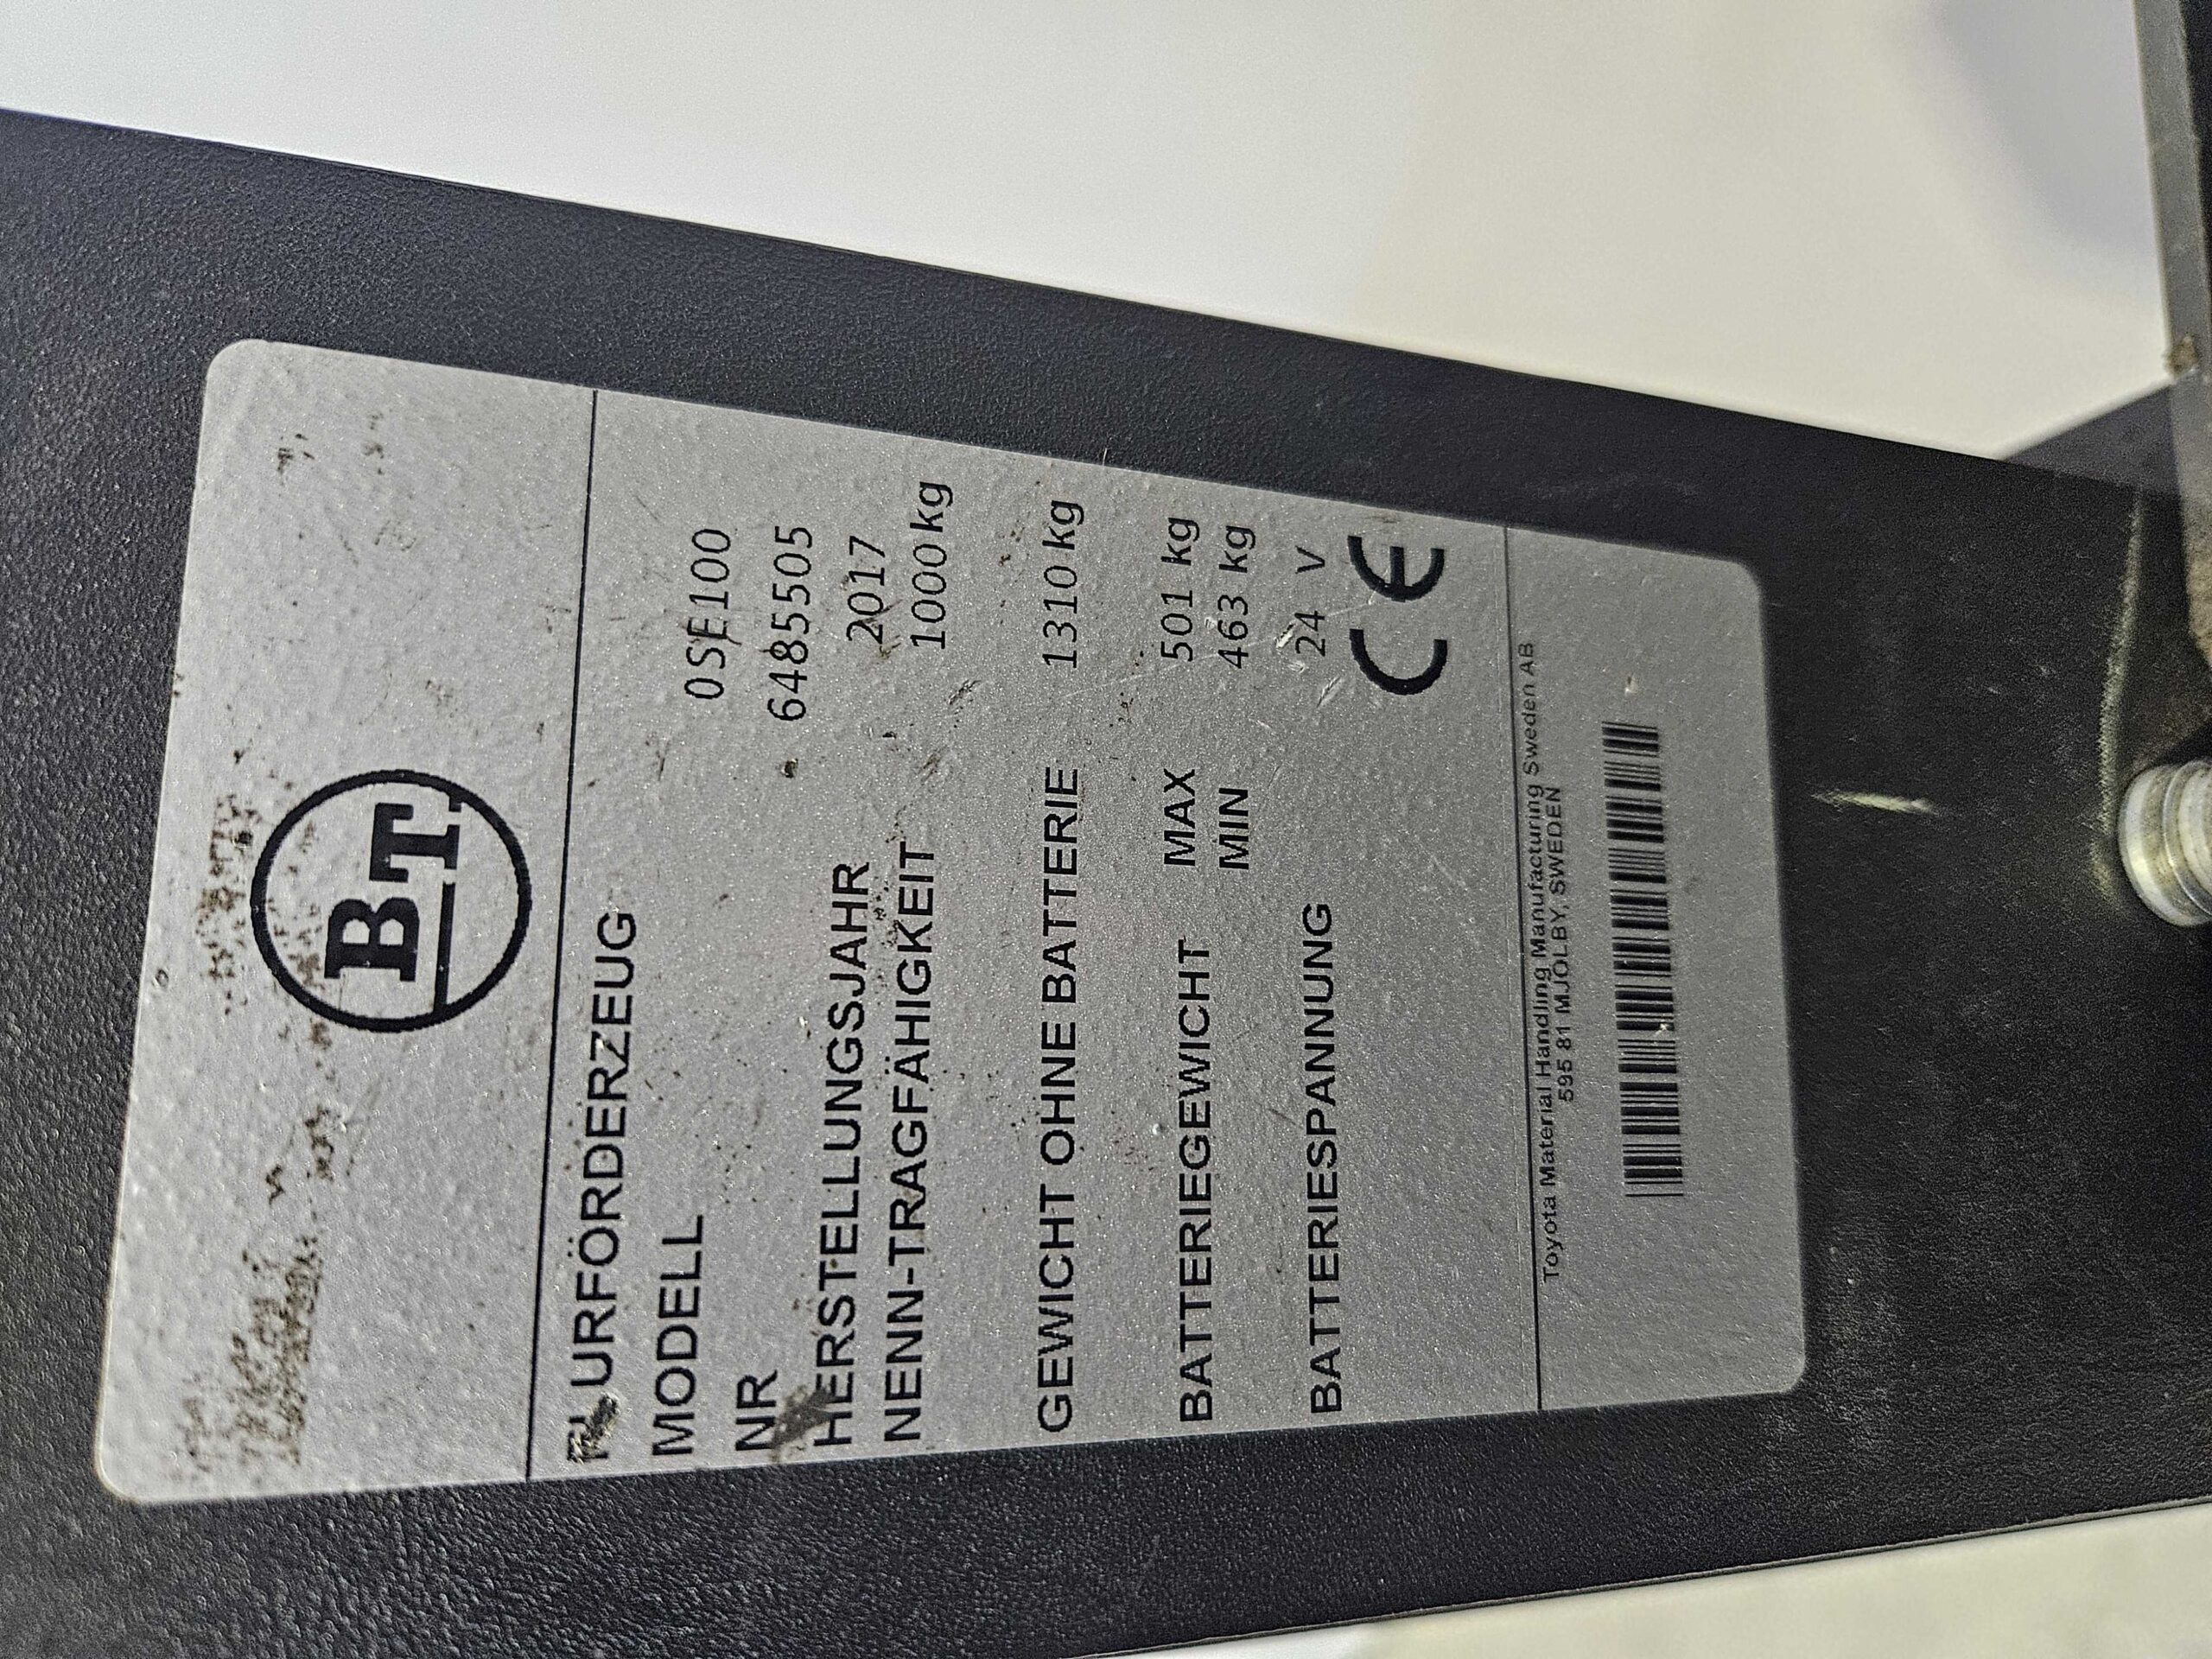 BT
FLURFÖRDERZEUG
MODELL 0SE100
NR 6485505
HERSTELLUNGSJAHR 2017
NENN-TRAGFÄHIGKEIT 1000 kg
GEWICHT OHNE BATTERIE 1310 kg
BATTERIEGEWICHT MAX 501 kg
MIN 463 kg
BATTERIESPANNUNG 24 V
CE
Toyota Material Handling Manufacturing Sweden AB
595 81 MJÖLBY, SWEDEN